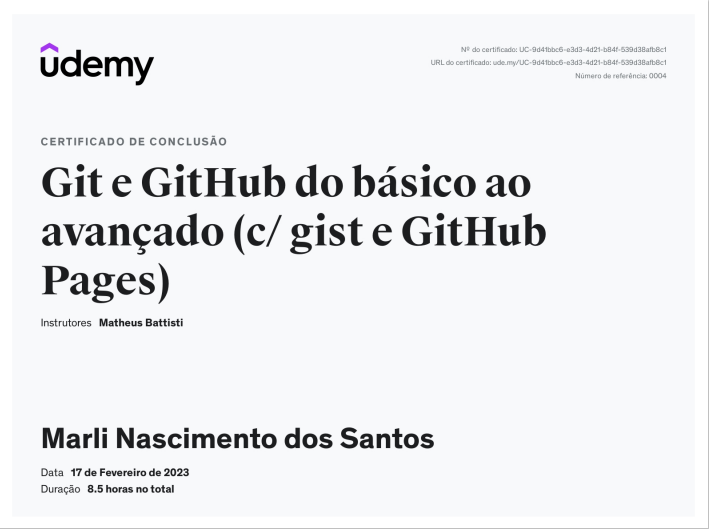 udemy
Nº do certificado: UC-9d41bbc6-e3d3-4d21-b84f-539d38afb8c1
URL do certificado: ude.my/UC-9d41bbc6-e3d3-4d21-b84f-539d38afb8c1
Número de referência: 0004
CERTIFICADO DE CONCLUSÃO
Git e GitHub do básico ao
avançado (c/ gist e GitHub
Pages)
Instrutores Matheus Battisti
Marli Nascimento dos Santos
Data 17 de Fevereiro de 2023
Duração 8.5 horas no total